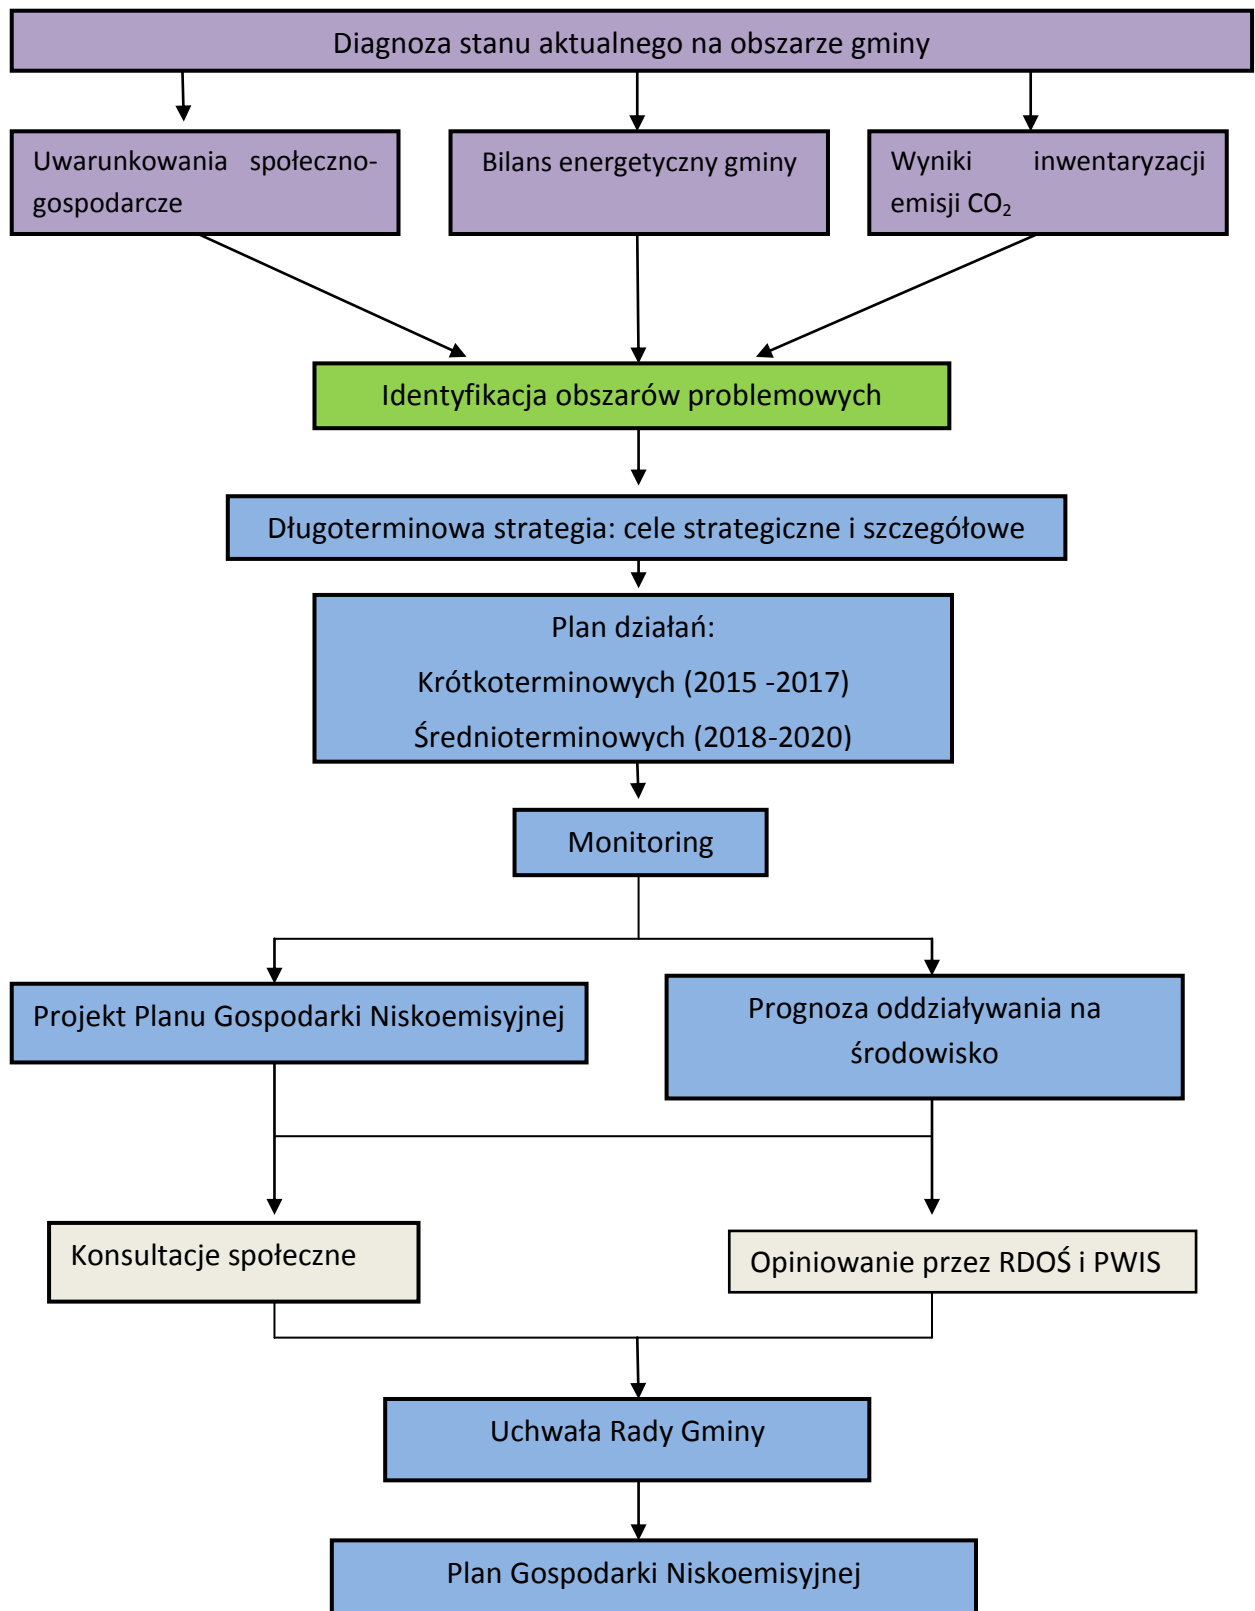 Diagnoza stanu aktualnego na obszarze gminy
Uwarunkowania społeczno-
gospodarcze
Bilans energetyczny gminy
Wyniki inwentaryzacji
emisji CO₂
Identyfikacja obszarów problemowych
Długoterminowa strategia: cele strategiczne i szczegółowe
Plan działań:
Krótkoterminowych (2015 -2017)
Średnioterminowych (2018-2020)
Monitoring
Projekt Planu Gospodarki Niskoemisyjnej
Prognoza oddziaływania na
środowisko
Konsultacje społeczne
Opiniowanie przez RDOŚ i PWIS
Uchwała Rady Gminy
Plan Gospodarki Niskoemisyjnej